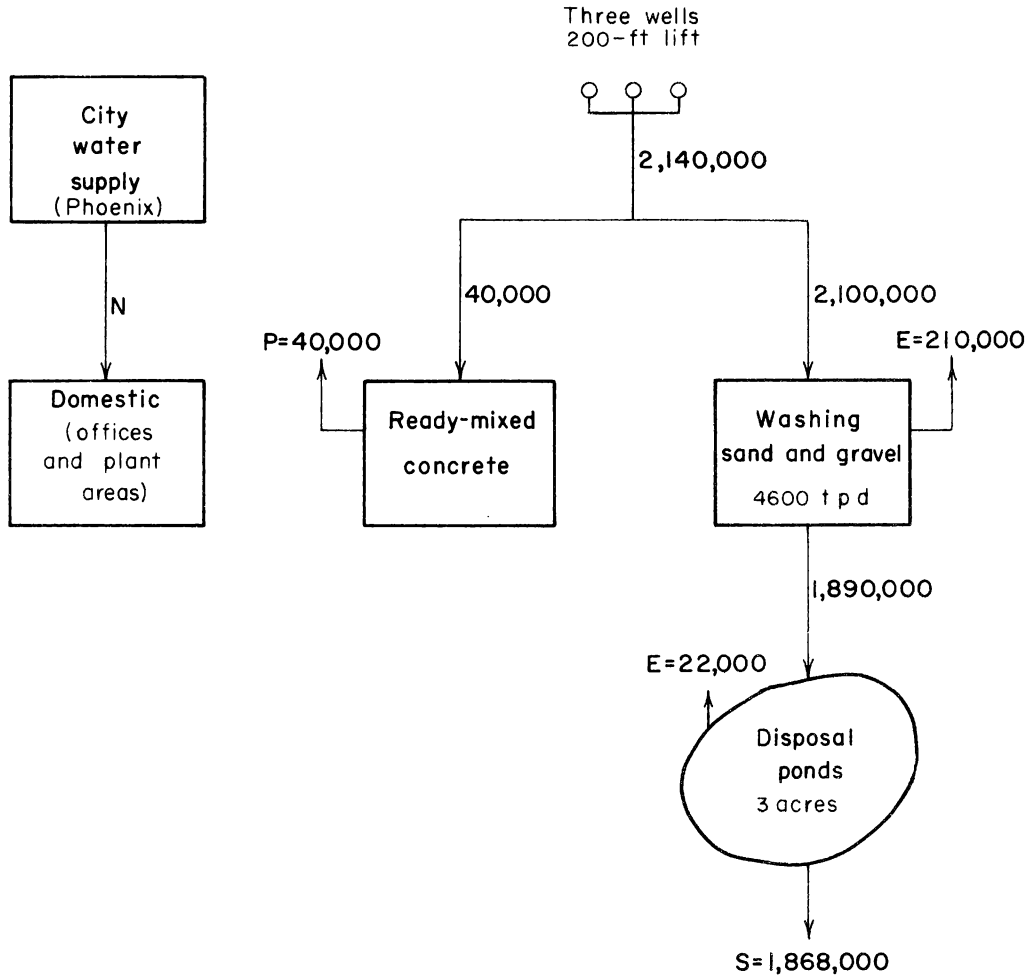 Three wells
200-ft lift
City
water
supply
(Phoenix)
2,140,000
N
40,000
2,100,000
P=40,000
E=210,000
Domestic
(offices
and plant
areas)
Ready-mixed
concrete
Washing
sand and gravel
4600 tpd
1,890,000
E=22,000
Disposal
ponds
3 acres
S=1,868,000